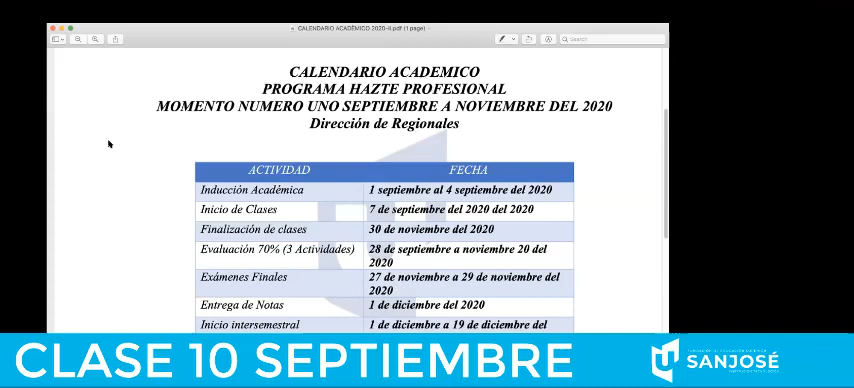 CALENDARIO ACADÉMICO 2020-II.pdf (1 page)
Search
CALENDARIO ACADEMICO
PROGRAMA HAZTE PROFESIONAL
MOMENTO NUMERO UNO SEPTIEMBRE A NOVIEMBRE DEL 2020
Dirección de Regionales
ACTIVIDAD FECHA
Inducción Académica 1 septiembre al 4 septiembre del 2020
Inicio de Clases 7 de septiembre del 2020 del 2020
Finalización de clases 30 de noviembre del 2020
Evaluación 70% (3 Actividades) 28 de septiembre a noviembre 20 del
2020
Exámenes Finales 27 de noviembre a 29 de noviembre del
2020
Entrega de Notas 1 de diciembre del 2020
Inicio intersemestral 1 de diciembre a 19 de diciembre del
CLASE 10 SEPTIEMBRE
SANJOSÉ